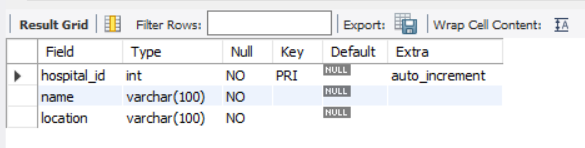 Result Grid Filter Rows: Export: Wrap Cell Content: IA
Field Type Null Key Default Extra
hospital_id int NO PRI NULL auto_increment
name varchar(100) NO NULL
location varchar(100) NO NULL